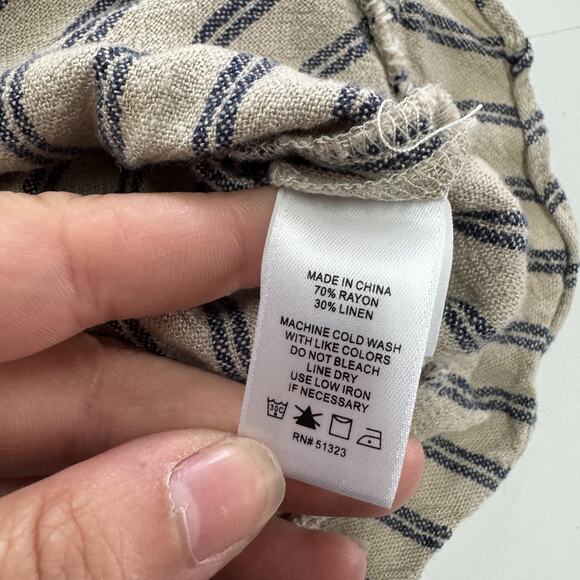 MADE IN CHINA
70% RAYON
30% LINEN
MACHINE COLD WASH
WITH LIKE COLORS
DO NOT BLEACH
LINE DRY
USE LOW IRON
IF NECESSARY
30C
RN# 51323